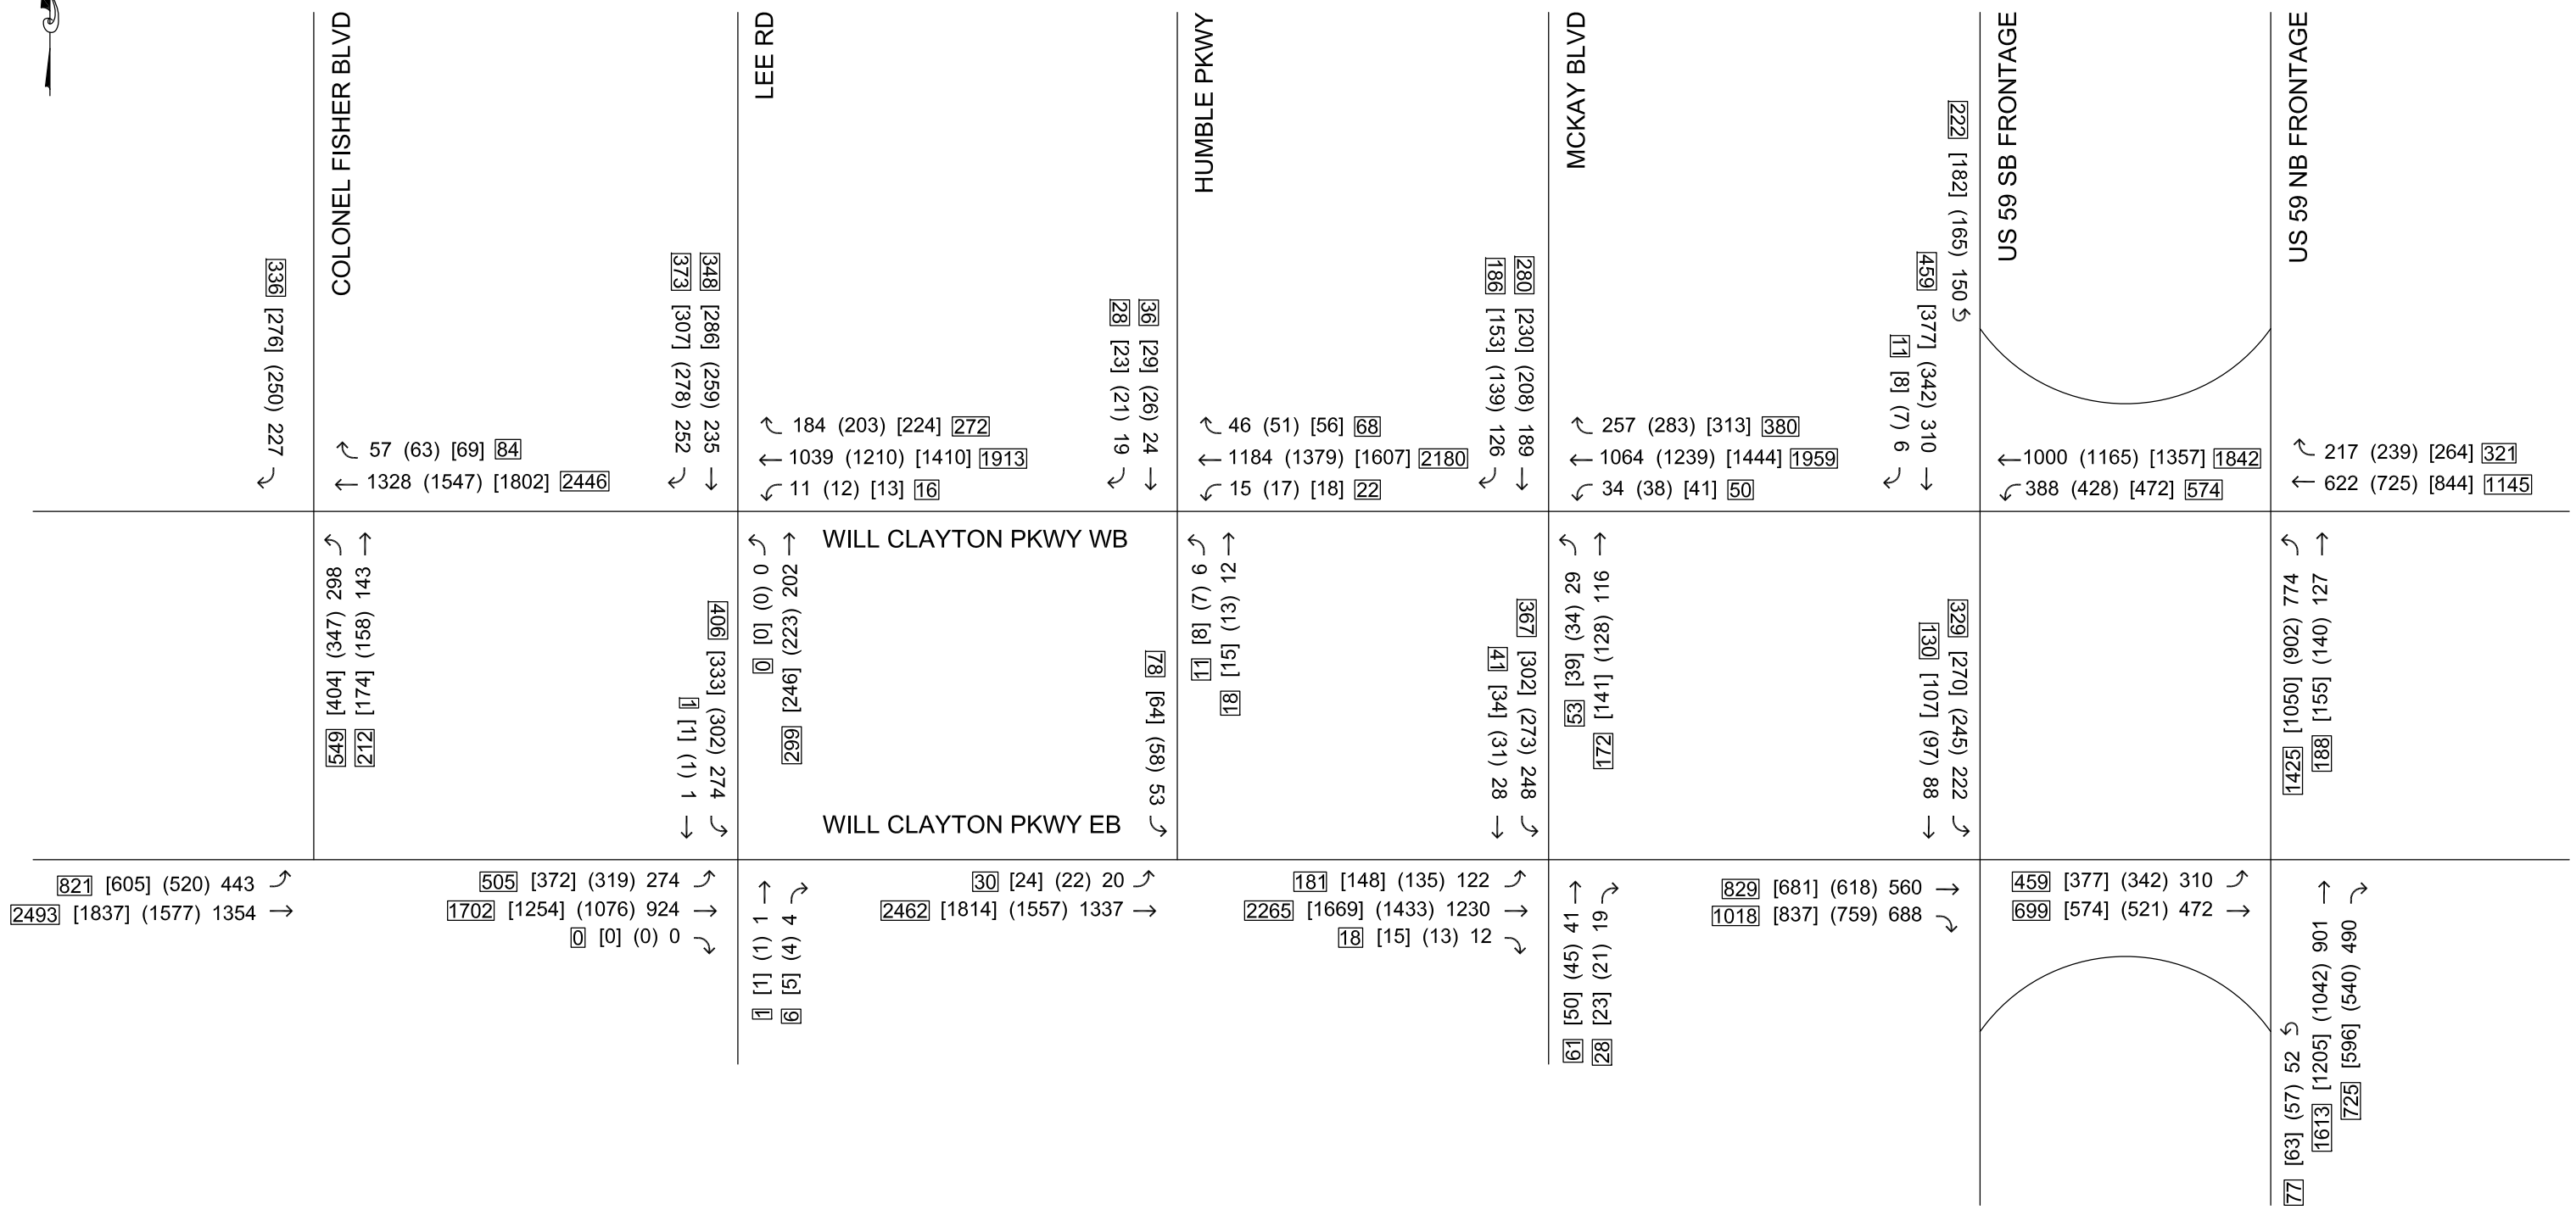 COLONEL FISHER BLVD
LEE RD
HUMBLE PKWY
MCKAY BLVD
US 59 SB FRONTAGE
US 59 NB FRONTAGE
336 [276] (250) 227
57 (63) [69] 84
1328 (1547) [1802] 2446
373 [307] (278) 252
348 [286] (259) 235
184 (203) [224] 272
1039 (1210) [1410] 1913
11 (12) [13] 16
28 [23] (21) 19
36 [29] (26) 24
46 (51) [56] 68
1184 (1379) [1607] 2180
15 (17) [18] 22
186 [153] (139) 126
280 [230] (208) 189
257 (283) [313] 380
1064 (1239) [1444] 1959
34 (38) [41] 50
11 [8] (7) 6
459 [377] (342) 310
222 [182] (165) 150
1000 (1165) [1357] 1842
388 (428) [472] 574
217 (239) [264] 321
622 (725) [844] 1145
WILL CLAYTON PKWY WB
549 [404] (347) 298
212 [174] (158) 143
1 [1] (1) 1
406 [333] (302) 274
0 [0] (0) 0
299 [246] (223) 202
78 [64] (58) 53
11 [8] (7) 6
18 [15] (13) 12
41 [34] (31) 28
367 [302] (273) 248
53 [39] (34) 29
172 [141] (128) 116
130 [107] (97) 88
329 [270] (245) 222
1425 [1050] (902) 774
188 [155] (140) 127
WILL CLAYTON PKWY EB
821 [605] (520) 443
2493 [1837] (1577) 1354
505 [372] (319) 274
1702 [1254] (1076) 924
0 [0] (0) 0
1 [1] (1) 1
6 [5] (4) 4
30 [24] (22) 20
2462 [1814] (1557) 1337
181 [148] (135) 122
2265 [1669] (1433) 1230
18 [15] (13) 12
61 [50] (45) 41
28 [23] (21) 19
829 [681] (618) 560
1018 [837] (759) 688
459 [377] (342) 310
699 [574] (521) 472
77 [63] (57) 52
1613 [1205] (1042) 901
725 [596] (540) 490